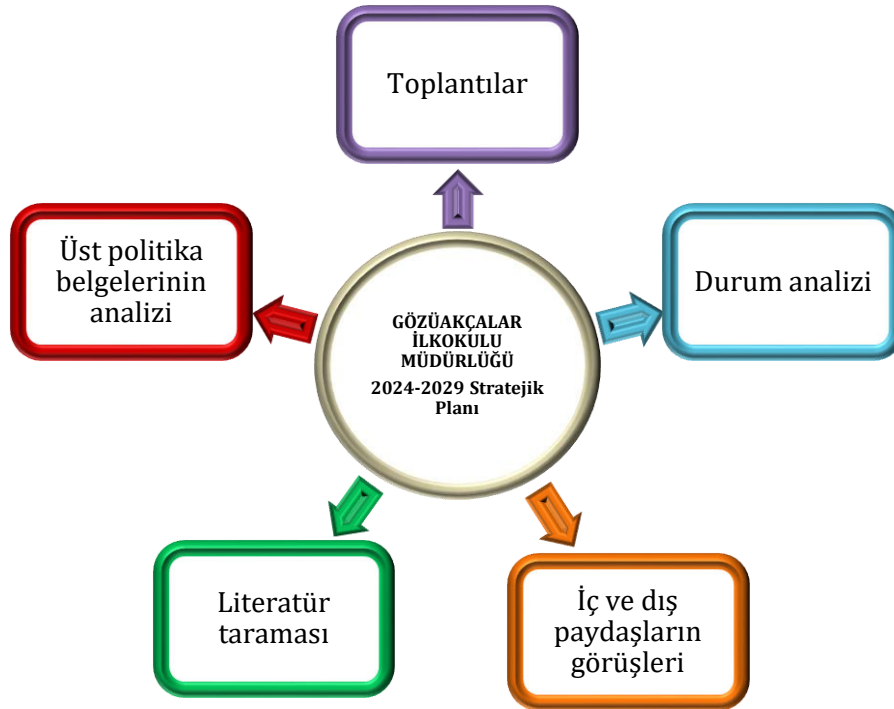 Toplantılar
Üst politika
belgelerinin
analizi
Durum analizi
GÖZÜAKÇALAR
İLKOKULU
MÜDÜRLÜĞÜ
2024-2029 Stratejik
Planı
Literatür
taraması
İç ve dış
paydaşların
görüşleri